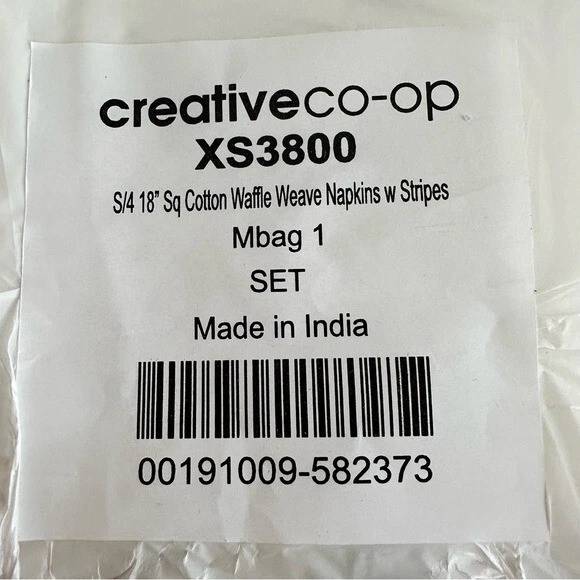 creativeco-op
XS3800
S/4 18" Sq Cotton Waffle Weave Napkins w Stripes
Mbag 1
SET
Made in India
00191009-582373